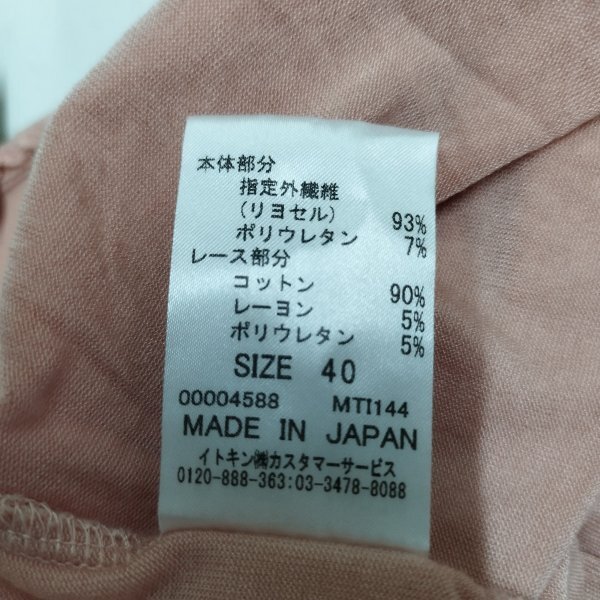 本体部分
指定外繊維
(リヨセル) 93%
ポリウレタン 7%
レース部分
コットン 90%
レーヨン 5%
ポリウレタン 5%
SIZE 40
00004588 MTI144
MADE IN JAPAN
イトキン㈱カスタマーサービス
0120-888-363:03-3478-8088